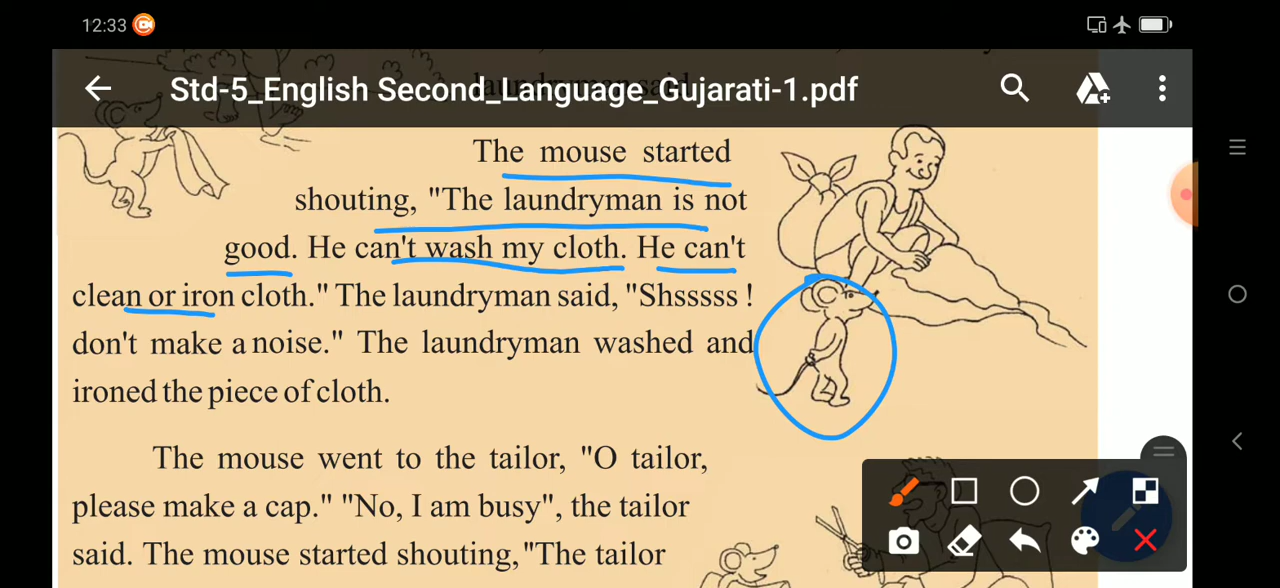 12:33
Std-5_English Second_Language_Gujarati-1.pdf
laundryman said
The mouse started
shouting, "The laundryman is not
good. He can't wash my cloth. He can't
clean or iron cloth." The laundryman said, "Shsssss !
don't make a noise." The laundryman washed and
ironed the piece of cloth.
The mouse went to the tailor, "O tailor,
please make a cap." "No, I am busy", the tailor
said. The mouse started shouting, "The tailor